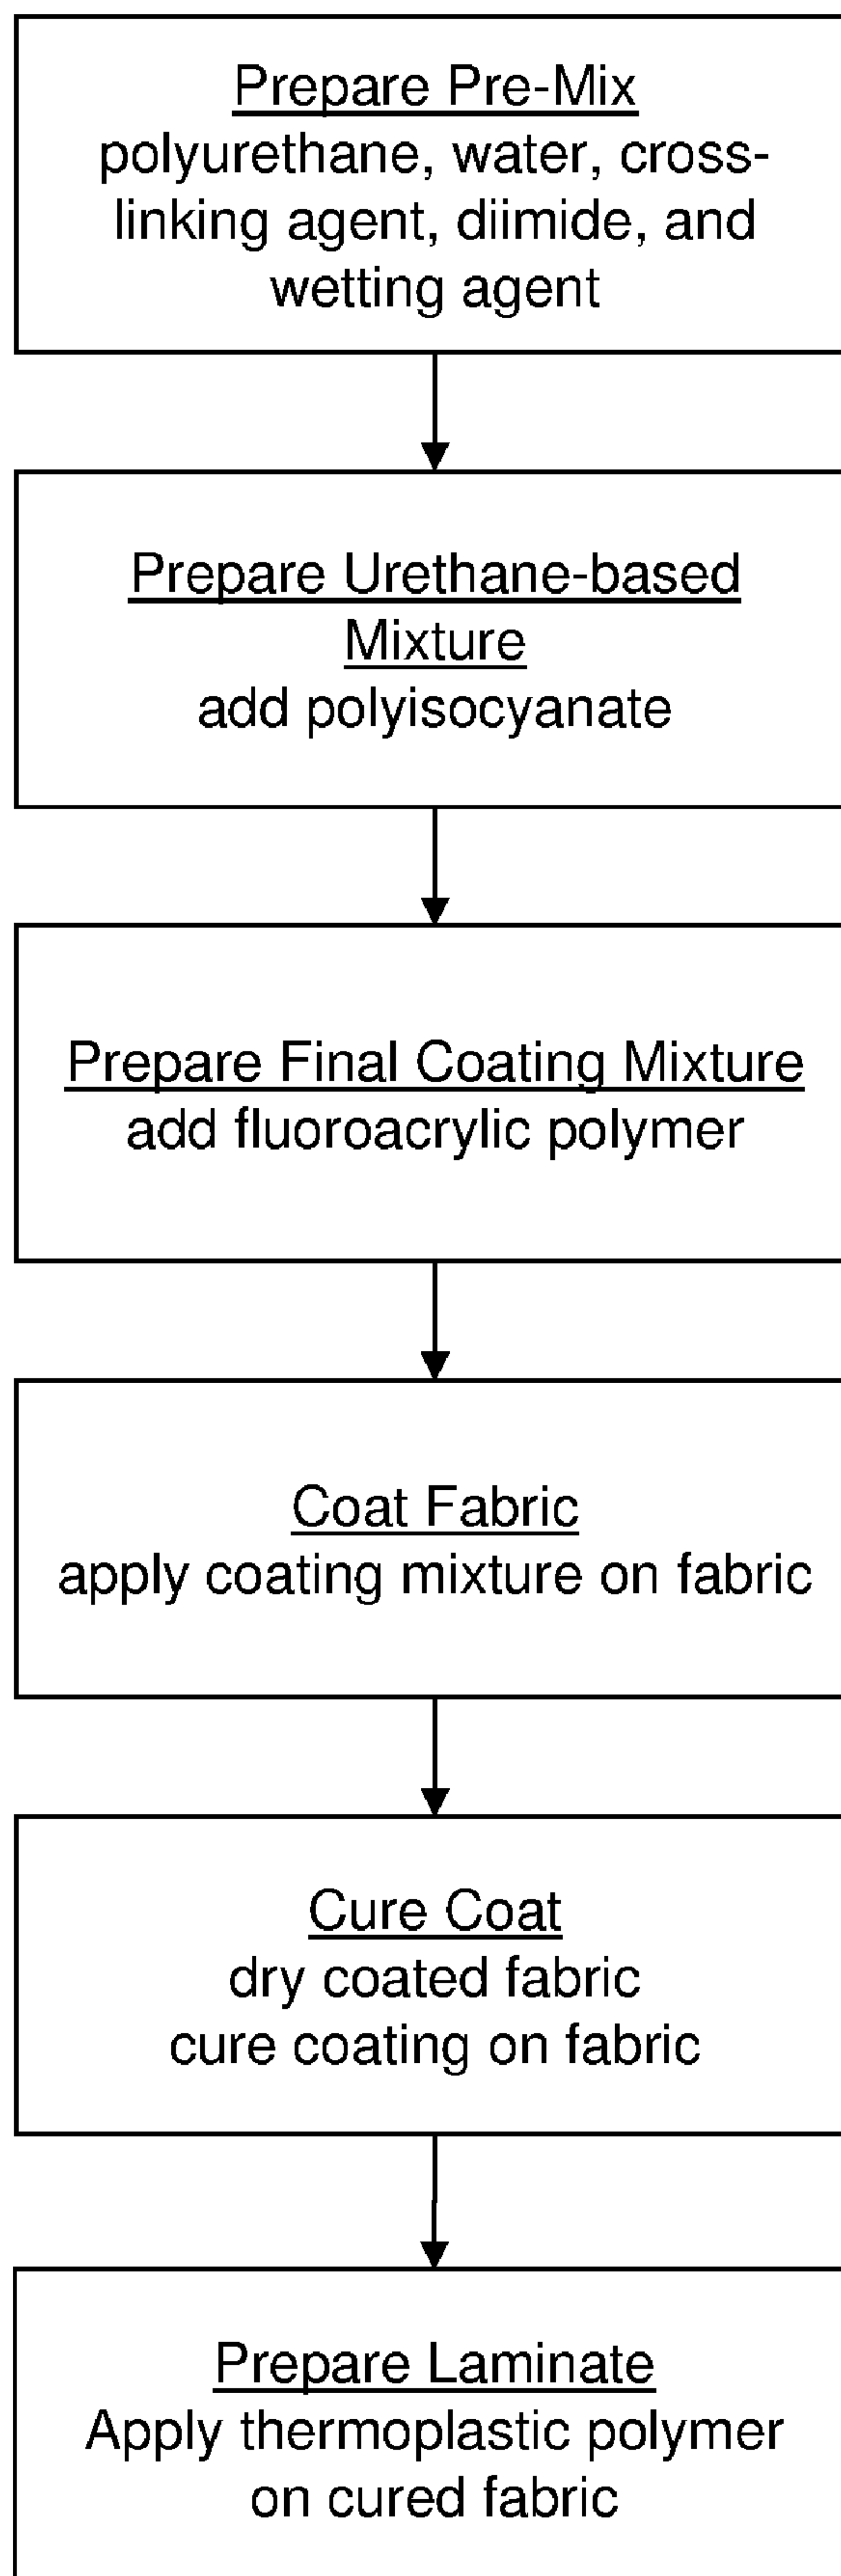 Prepare Pre-Mix
polyurethane, water, cross-
linking agent, diimide, and
wetting agent
Prepare Urethane-based
Mixture
add polyisocyanate
Prepare Final Coating Mixture
add fluoroacrylic polymer
Coat Fabric
apply coating mixture on fabric
Cure Coat
dry coated fabric
cure coating on fabric
Prepare Laminate
Apply thermoplastic polymer
on cured fabric